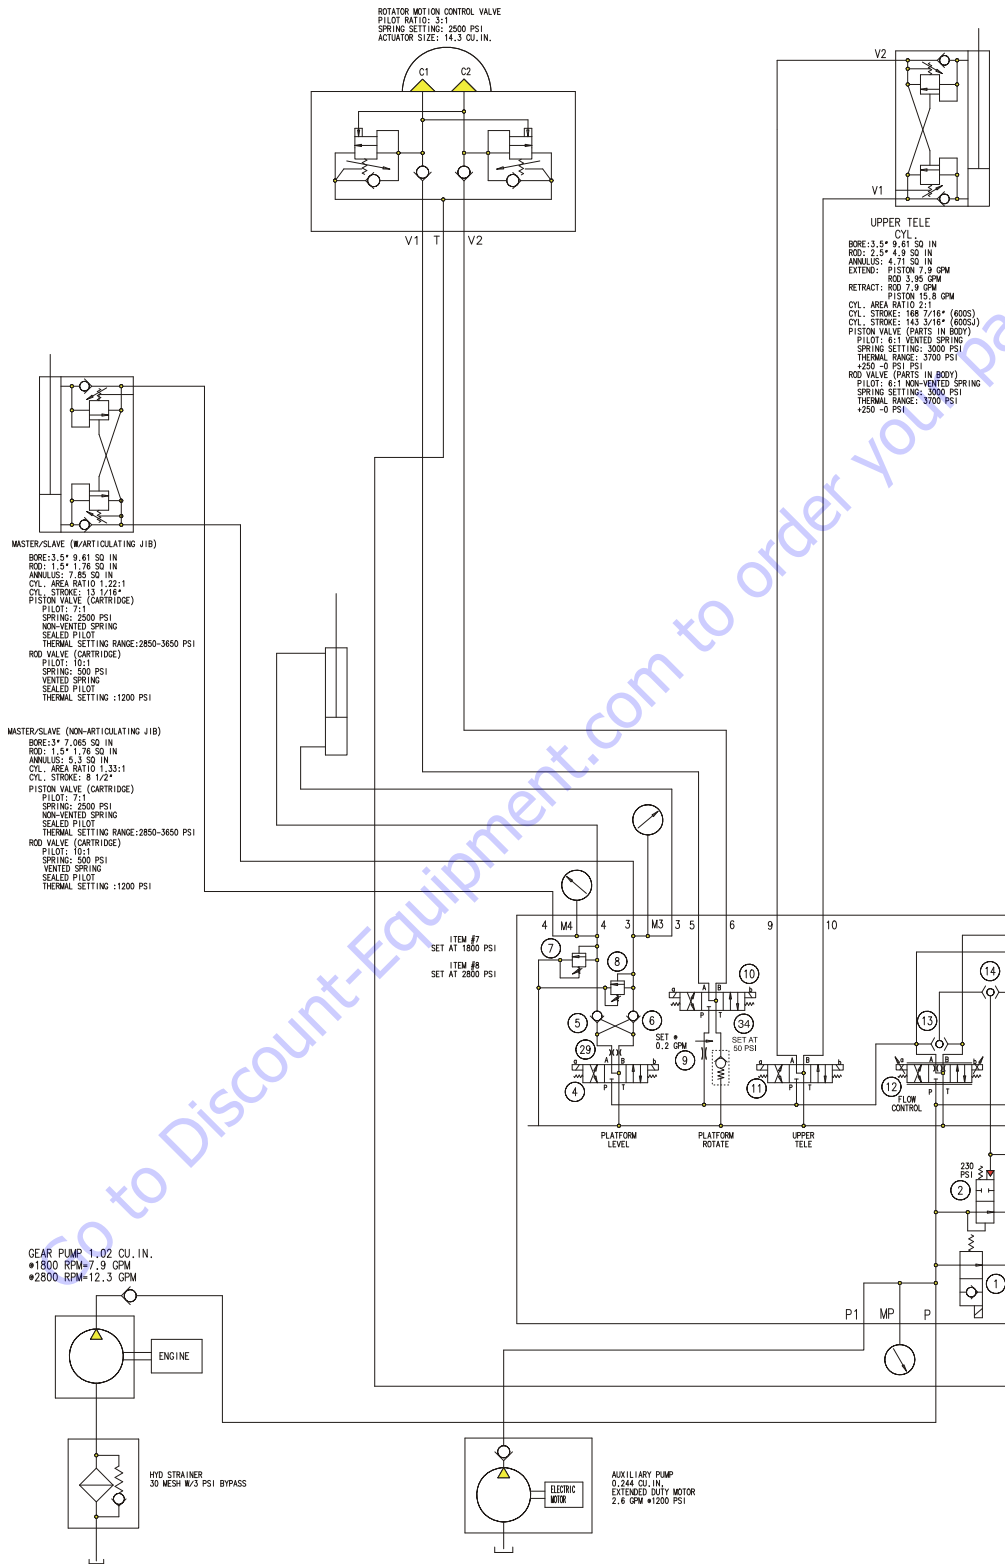 ROTATOR MOTION CONTROL VALVE
PILOT RATIO: 3:1
SPRING SETTING: 2500 PSI
ACTUATOR SIZE: 14.3 CU.IN.
C1 C2
V1 T V2
V2
V1
UPPER TELE
CYL.
BORE:3.5" 9.61 SQ IN
ROD: 2.5" 4.9 SQ IN
ANNULUS: 4.71 SQ IN
EXTEND: PISTON 7.9 GPM
ROD 3.95 GPM
RETRACT: ROD 7.9 GPM
PISTON 15.8 GPM
CYL. AREA RATIO 2:1
CYL. STROKE: 168 7/16" (600S)
CYL. STROKE: 143 3/16" (600SJ)
PISTON VALVE (PARTS IN BODY)
PILOT: 6:1 VENTED SPRING
SPRING SETTING: 3000 PSI
THERMAL RANGE: 3700 PSI
+250 -0 PSI PSI
ROD VALVE (PARTS IN BODY)
PILOT: 6:1 NON-VENTED SPRING
SPRING SETTING: 3000 PSI
THERMAL RANGE: 3700 PSI
+250 -0 PSI
MASTER/SLAVE (W/ARTICULATING JIB)
BORE:3.5" 9.61 SQ IN
ROD: 1.5" 1.76 SQ IN
ANNULUS: 7.85 SQ IN
CYL. AREA RATIO 1.22:1
CYL. STROKE: 13 1/16"
PISTON VALVE (CARTRIDGE)
PILOT: 7:1
SPRING: 2500 PSI
NON-VENTED SPRING
SEALED PILOT
THERMAL SETTING RANGE:2850-3650 PSI
ROD VALVE (CARTRIDGE)
PILOT: 10:1
SPRING: 500 PSI
VENTED SPRING
SEALED PILOT
THERMAL SETTING :1200 PSI
MASTER/SLAVE (NON-ARTICULATING JIB)
BORE:3" 7.065 SQ IN
ROD: 1.5" 1.76 SQ IN
ANNULUS: 5.3 SQ IN
CYL. AREA RATIO 1.33:1
CYL. STROKE: 8 1/2"
PISTON VALVE (CARTRIDGE)
PILOT: 7:1
SPRING: 2500 PSI
NON-VENTED SPRING
SEALED PILOT
THERMAL SETTING RANGE:2850-3650 PSI
ROD VALVE (CARTRIDGE)
PILOT: 10:1
SPRING: 500 PSI
VENTED SPRING
SEALED PILOT
THERMAL SETTING :1200 PSI
4 M4 4 3 M3 3 5 6 9 10
ITEM #7
SET AT 1800 PSI
ITEM #8
SET AT 2800 PSI
7
8
10
14
a A B b
P T
5
6
34
13
SET @
0.2 GPM
SET AT
50 PSI
29
9
4
a A B b
P T
11
a A B b
P T
12
a A B b
P T
FLOW
CONTROL
PLATFORM
LEVEL
PLATFORM
ROTATE
UPPER
TELE
230
PSI
2
1
P1 MP P
GEAR PUMP 1.02 CU.IN.
@1800 RPM=7.9 GPM
@2800 RPM=12.3 GPM
ENGINE
HYD STRAINER
30 MESH W/3 PSI BYPASS
ELECTRIC
MOTOR
AUXILIARY PUMP
0.244 CU.IN.
EXTENDED DUTY MOTOR
2.6 GPM @1200 PSI
Go to Discount-Equipment.com to order your pa